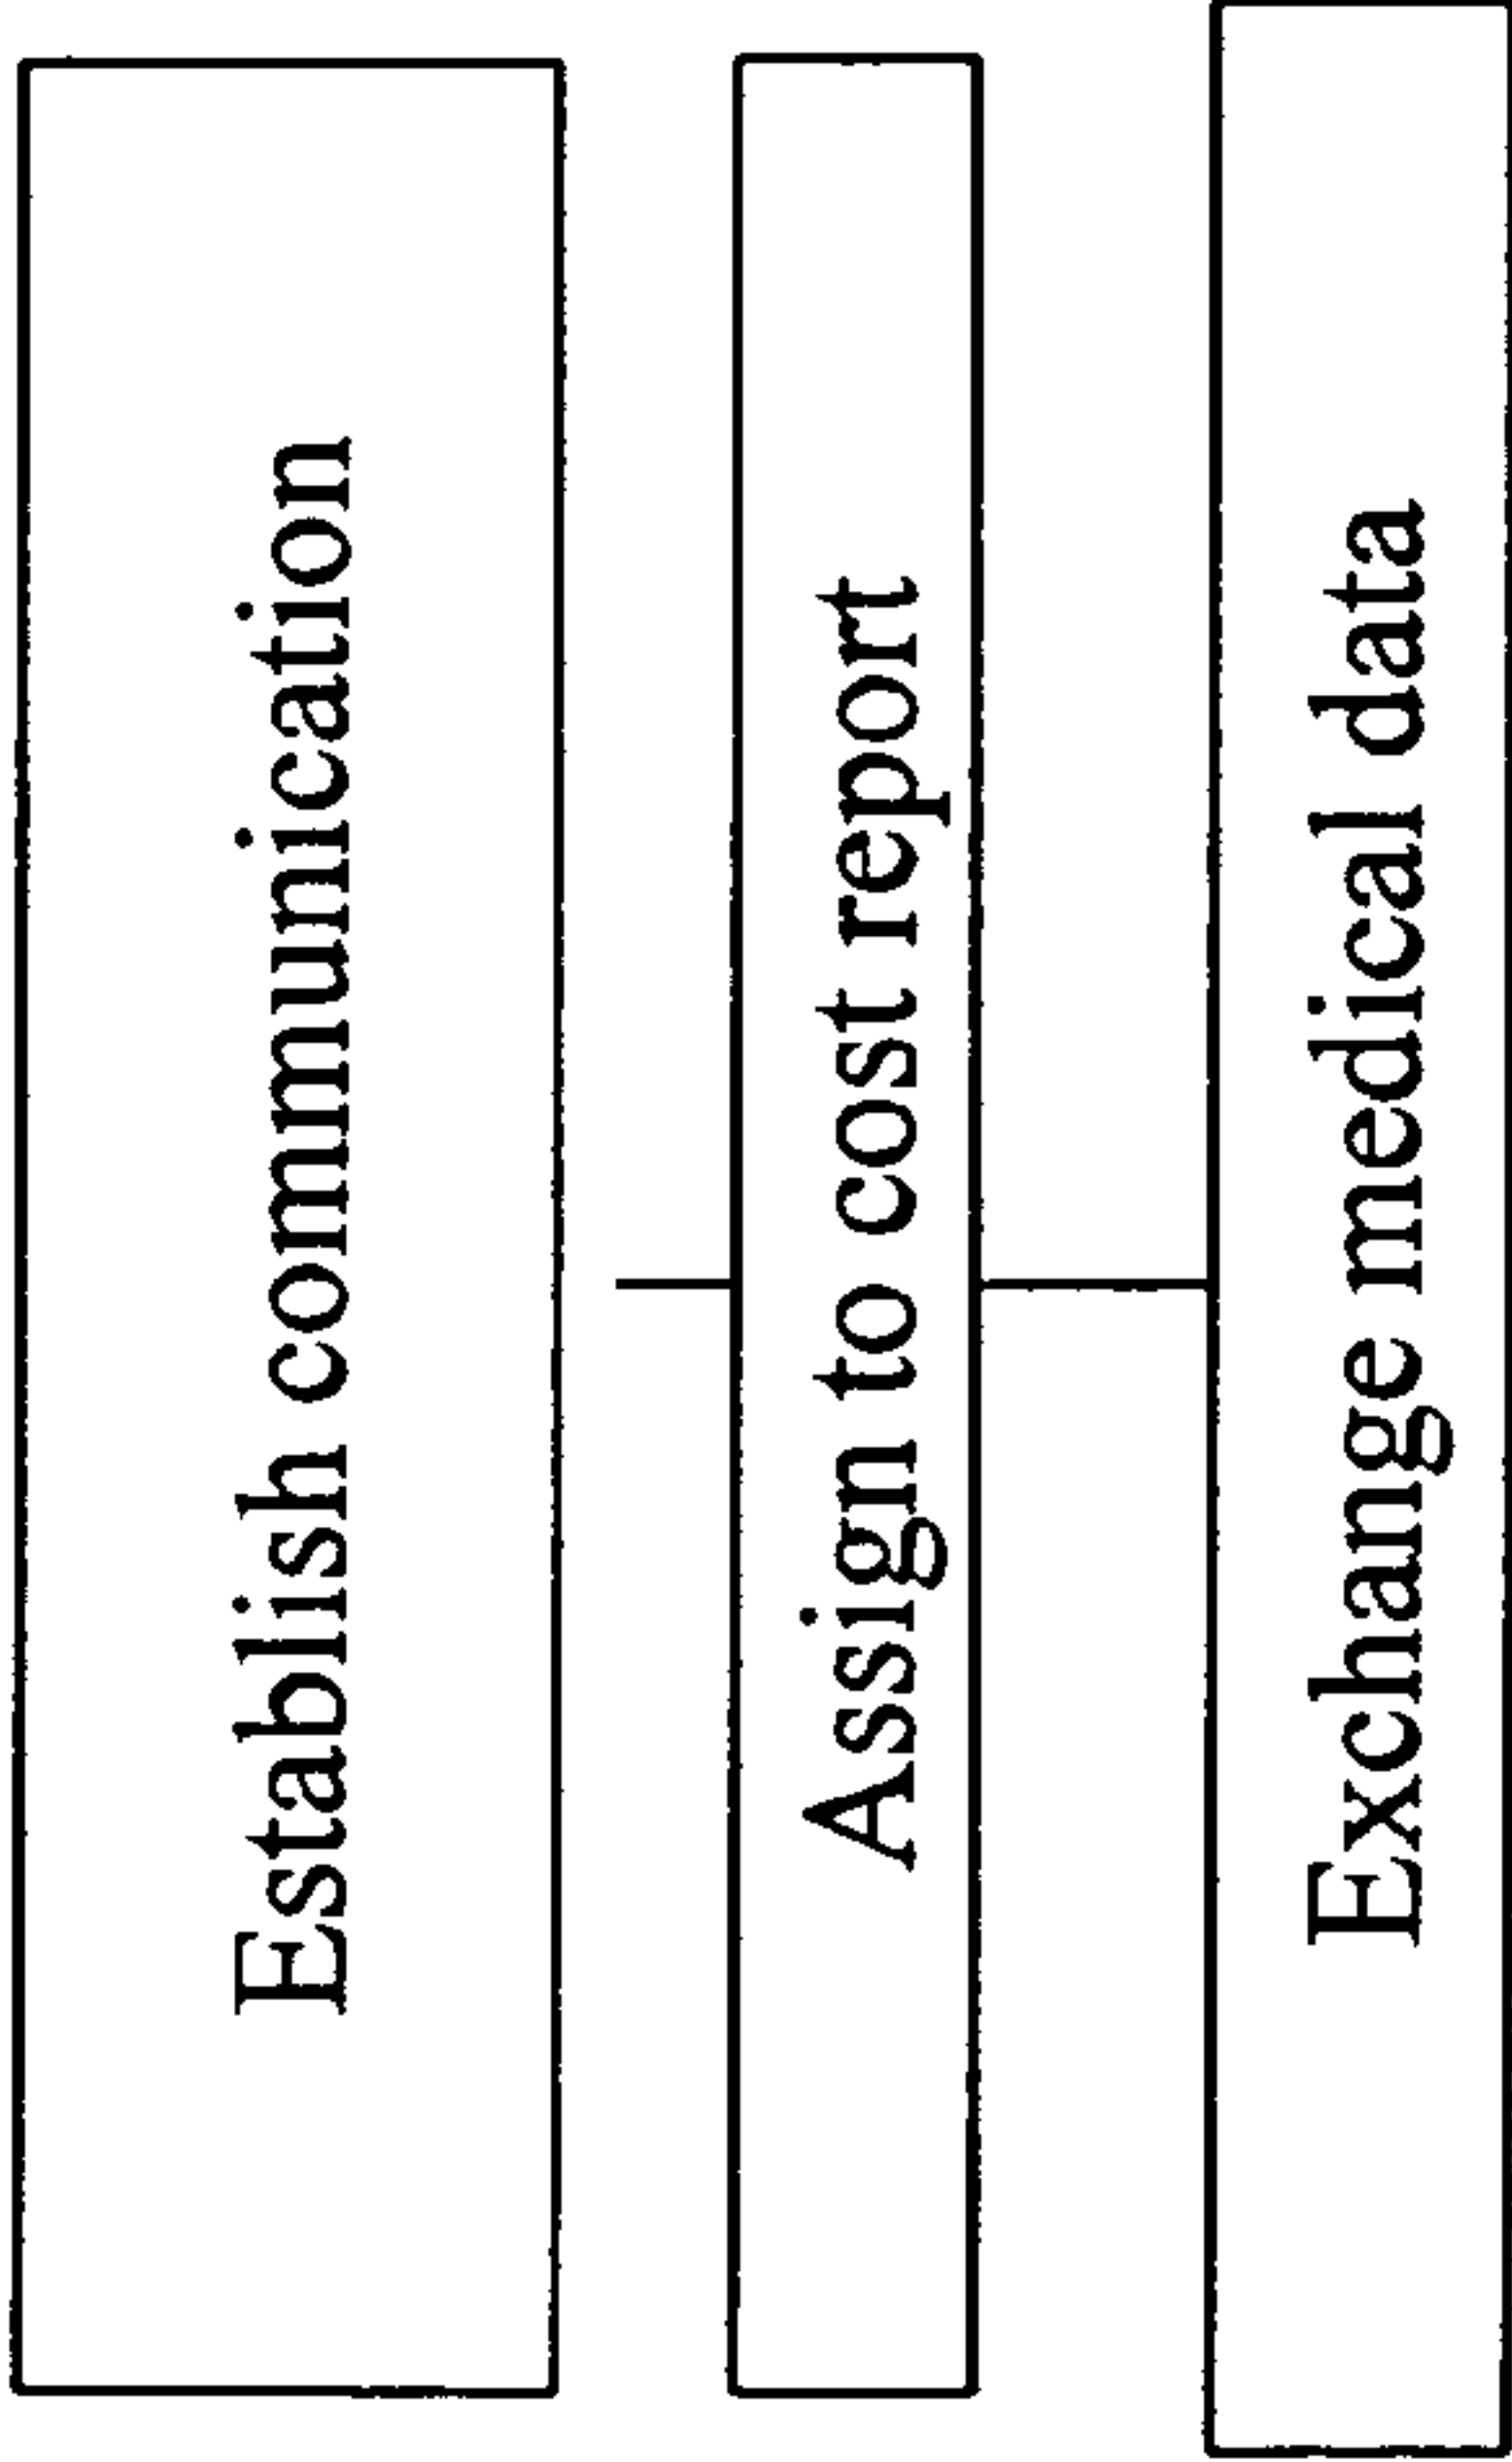 Establish communication
Assign to cost report
Exchange medical data